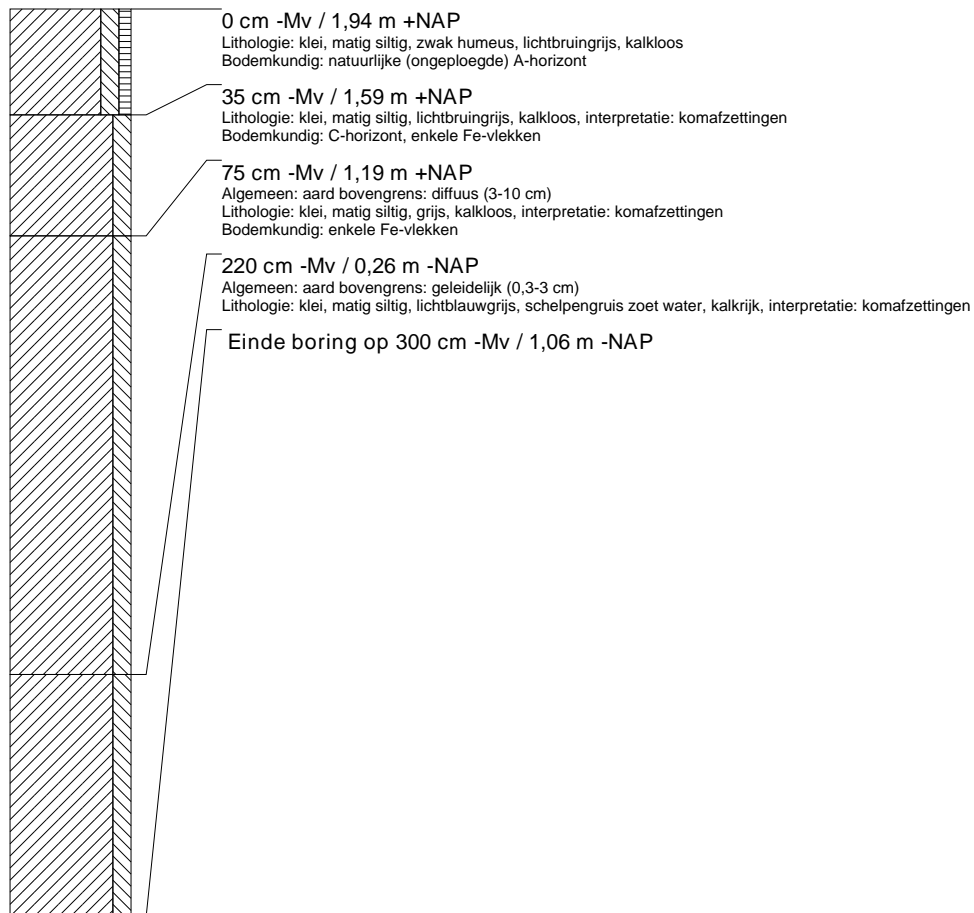 0 cm -Mv / 1,94 m +NAP
Lithologie: klei, matig siltig, zwak humeus, lichtbruingrijs, kalkloos
Bodemkundig: natuurlijke (ongeploegde) A-horizont
35 cm -Mv / 1,59 m +NAP
Lithologie: klei, matig siltig, lichtbruingrijs, kalkloos, interpretatie: komafzettingen
Bodemkundig: C-horizont, enkele Fe-vlekken
75 cm -Mv / 1,19 m +NAP
Algemeen: aard bovengrens: diffuus (3-10 cm)
Lithologie: klei, matig siltig, grijs, kalkloos, interpretatie: komafzettingen
Bodemkundig: enkele Fe-vlekken
220 cm -Mv / 0,26 m -NAP
Algemeen: aard bovengrens: geleidelijk (0,3-3 cm)
Lithologie: klei, matig siltig, lichtblauwgrijs, schelpengruis zoet water, kalkrijk, interpretatie: komafzettingen
Einde boring op 300 cm -Mv / 1,06 m -NAP